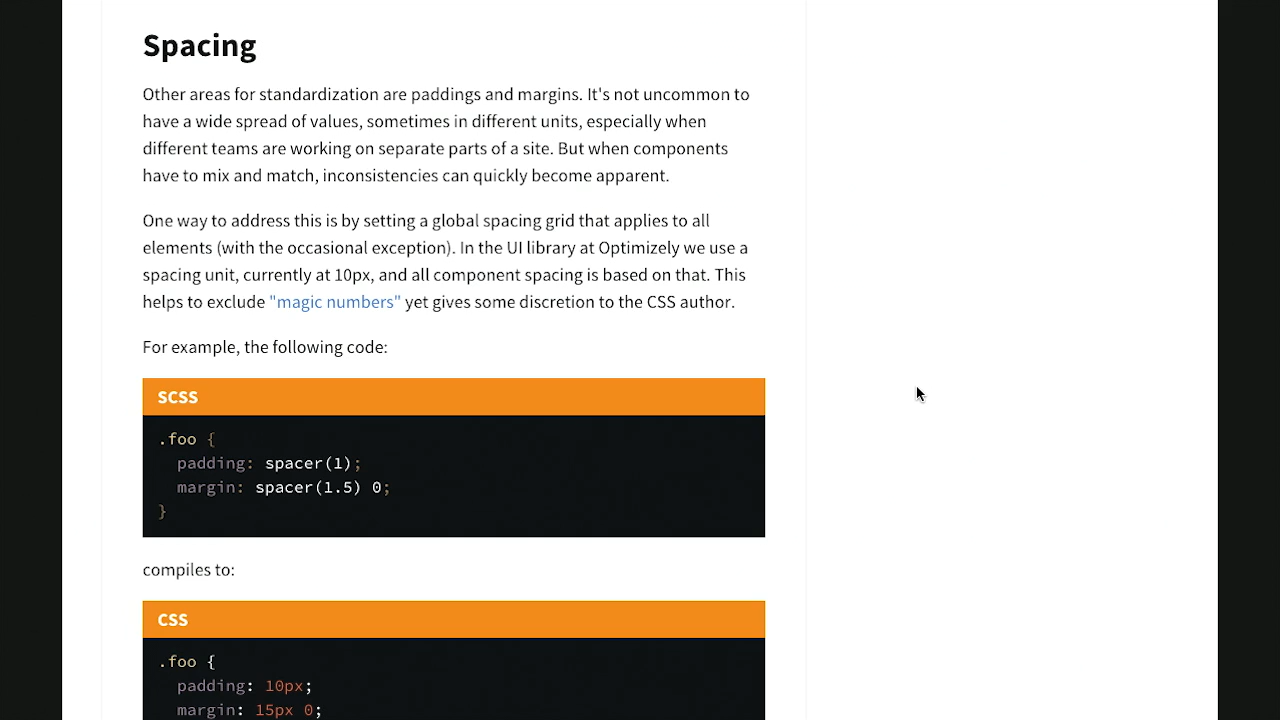 Spacing
Other areas for standardization are paddings and margins. It's not uncommon to
have a wide spread of values, sometimes in different units, especially when
different teams are working on separate parts of a site. But when components
have to mix and match, inconsistencies can quickly become apparent.
One way to address this is by setting a global spacing grid that applies to all
elements (with the occasional exception). In the UI library at Optimizely we use a
spacing unit, currently at 10px, and all component spacing is based on that. This
helps to exclude "magic numbers" yet gives some discretion to the CSS author.
For example, the following code:
SCSS
.foo {
  padding: spacer(1);
  margin: spacer(1.5) 0;
}
compiles to:
CSS
.foo {
  padding: 10px;
  margin: 15px 0;